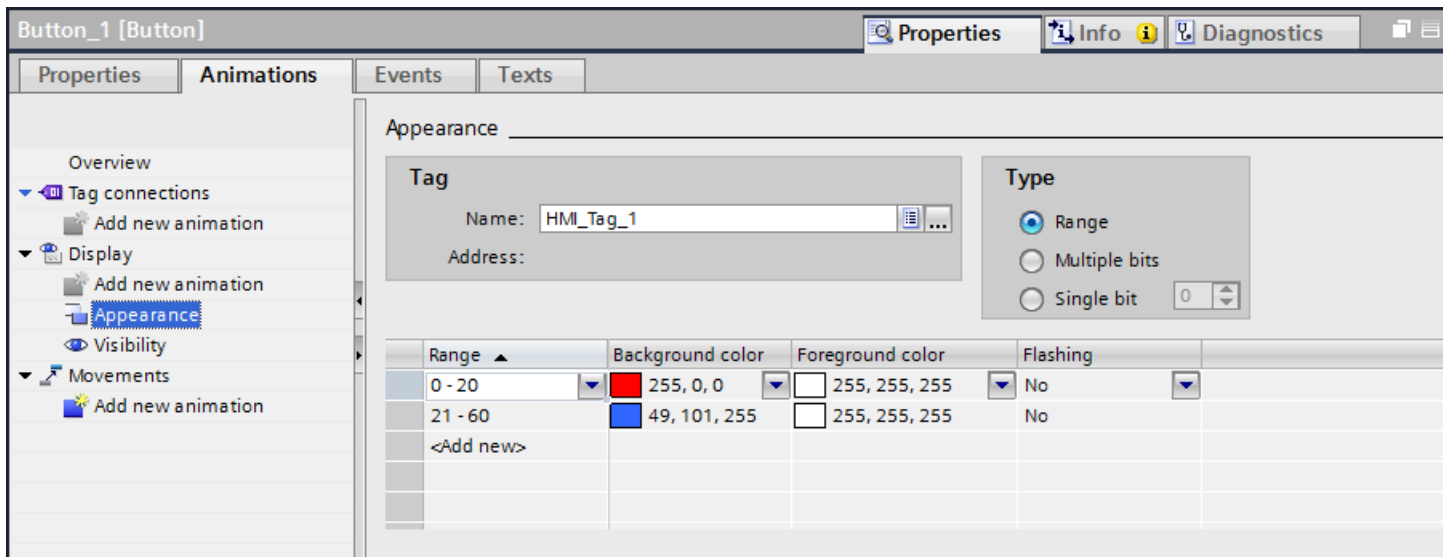 Button_1 [Button]
Properties
Info
Diagnostics
Properties
Animations
Events
Texts
Overview
Tag connections
Add new animation
Display
Add new animation
Appearance
Visibility
Movements
Add new animation
Appearance
Tag
Name: HMI_Tag_1
...
Address:
Type
Range
Multiple bits
Single bit 0
Range Background color Foreground color Flashing
0 - 20 255, 0, 0 255, 255, 255 No
21 - 60 49, 101, 255 255, 255, 255 No
<Add new>